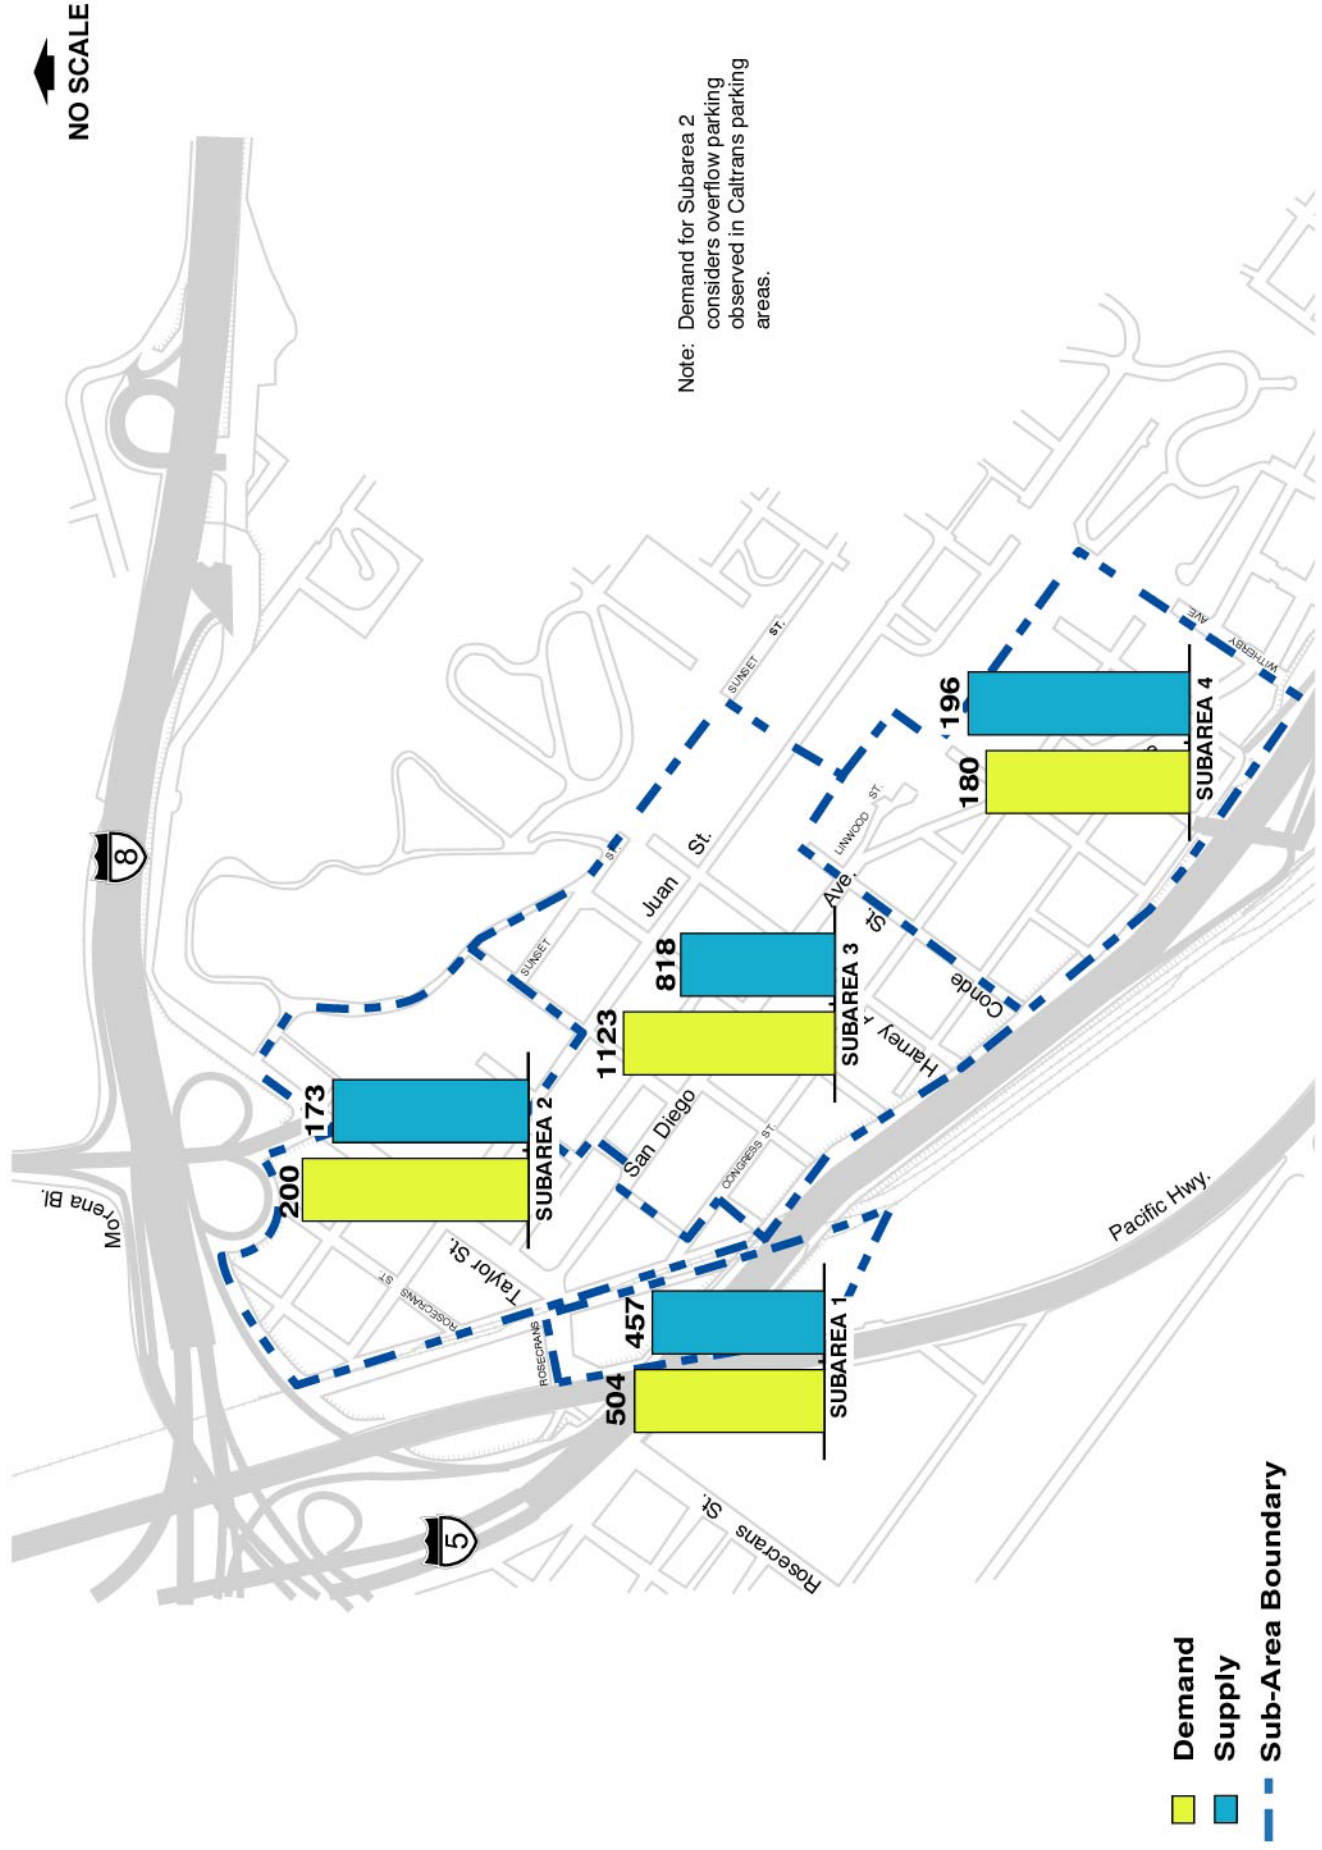 NO SCALE
8
Morena Bl.
Note: Demand for Subarea 2
considers overflow parking
observed in Caltrans parking
areas.
SUNSET ST.
ST.
SUNSET
Juan St.
Taylor St.
ROSECRANS ST.
ROSECRANS
San Diego
Ave.
CONGRESS ST.
Harney
Conde St.
LINWOOD ST.
WITHERBY AVE
Pacific Hwy.
5
Rosecrans St.
200
173
SUBAREA 2
1123
818
SUBAREA 3
504
457
SUBAREA 1
180
196
SUBAREA 4
Demand
Supply
Sub-Area Boundary